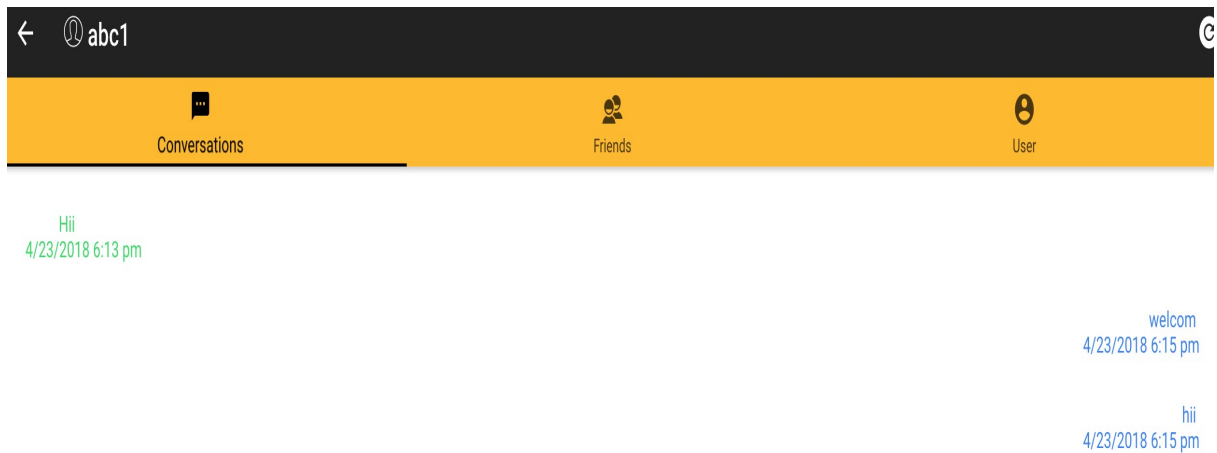 abc1
Conversations
Friends
User
Hii
4/23/2018 6:13 pm
welcom
4/23/2018 6:15 pm
hii
4/23/2018 6:15 pm